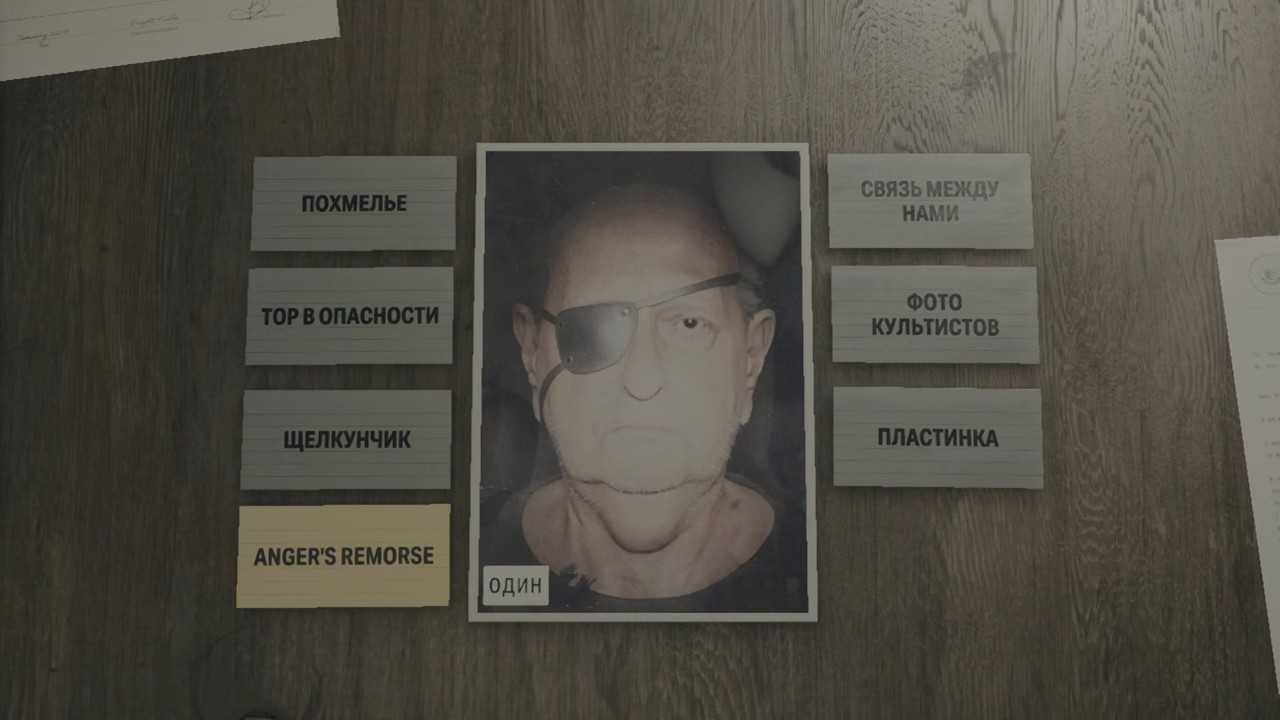 ПОХМЕЛЬЕ
ТОР В ОПАСНОСТИ
ЩЕЛКУНЧИК
ANGER'S REMORSE
ОДИН
СВЯЗЬ МЕЖДУ
НАМИ
ФОТО
КУЛЬТИСТОВ
ПЛАСТИНКА